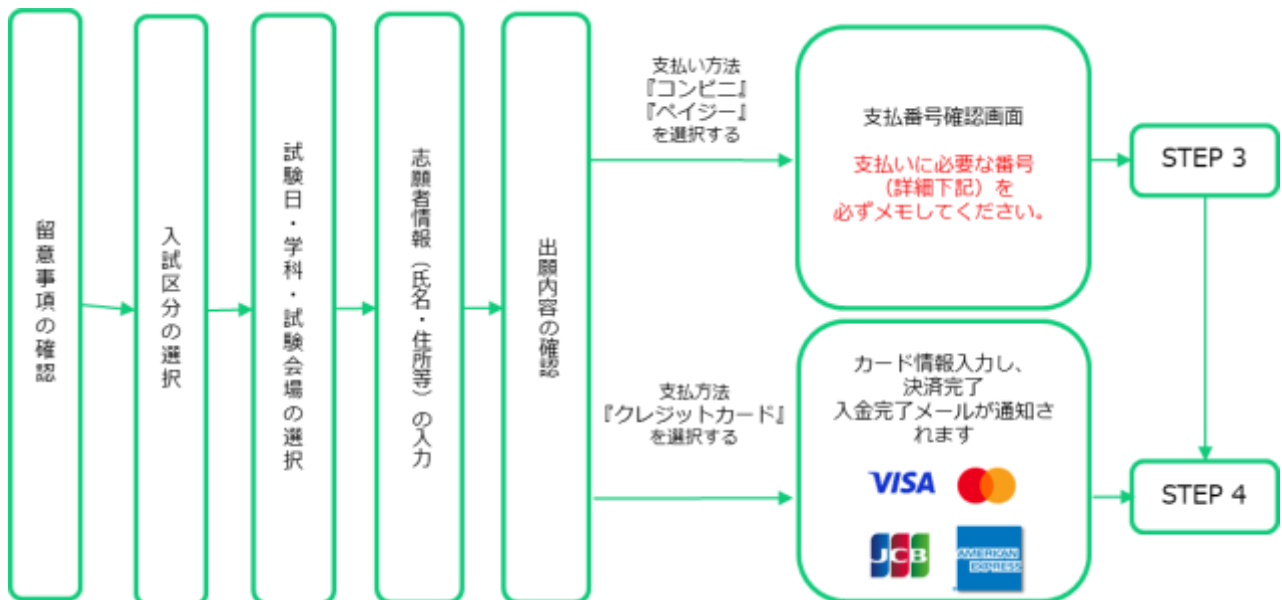 留意事項の確認
入試区分の選択
試験日・学科・試験会場の選択
志願者情報（氏名・住所等）の入力
出願内容の確認
支払い方法
『コンビニ』
『ペイジー』
を選択する
支払番号確認画面
支払いに必要な番号
（詳細下記）を
必ずメモしてください。
STEP 3
支払方法
『クレジットカード』
を選択する
カード情報入力し、
決済完了
入金完了メールが通知さ
れます
VISA
JCB
AMERICAN
EXPRESS
STEP 4